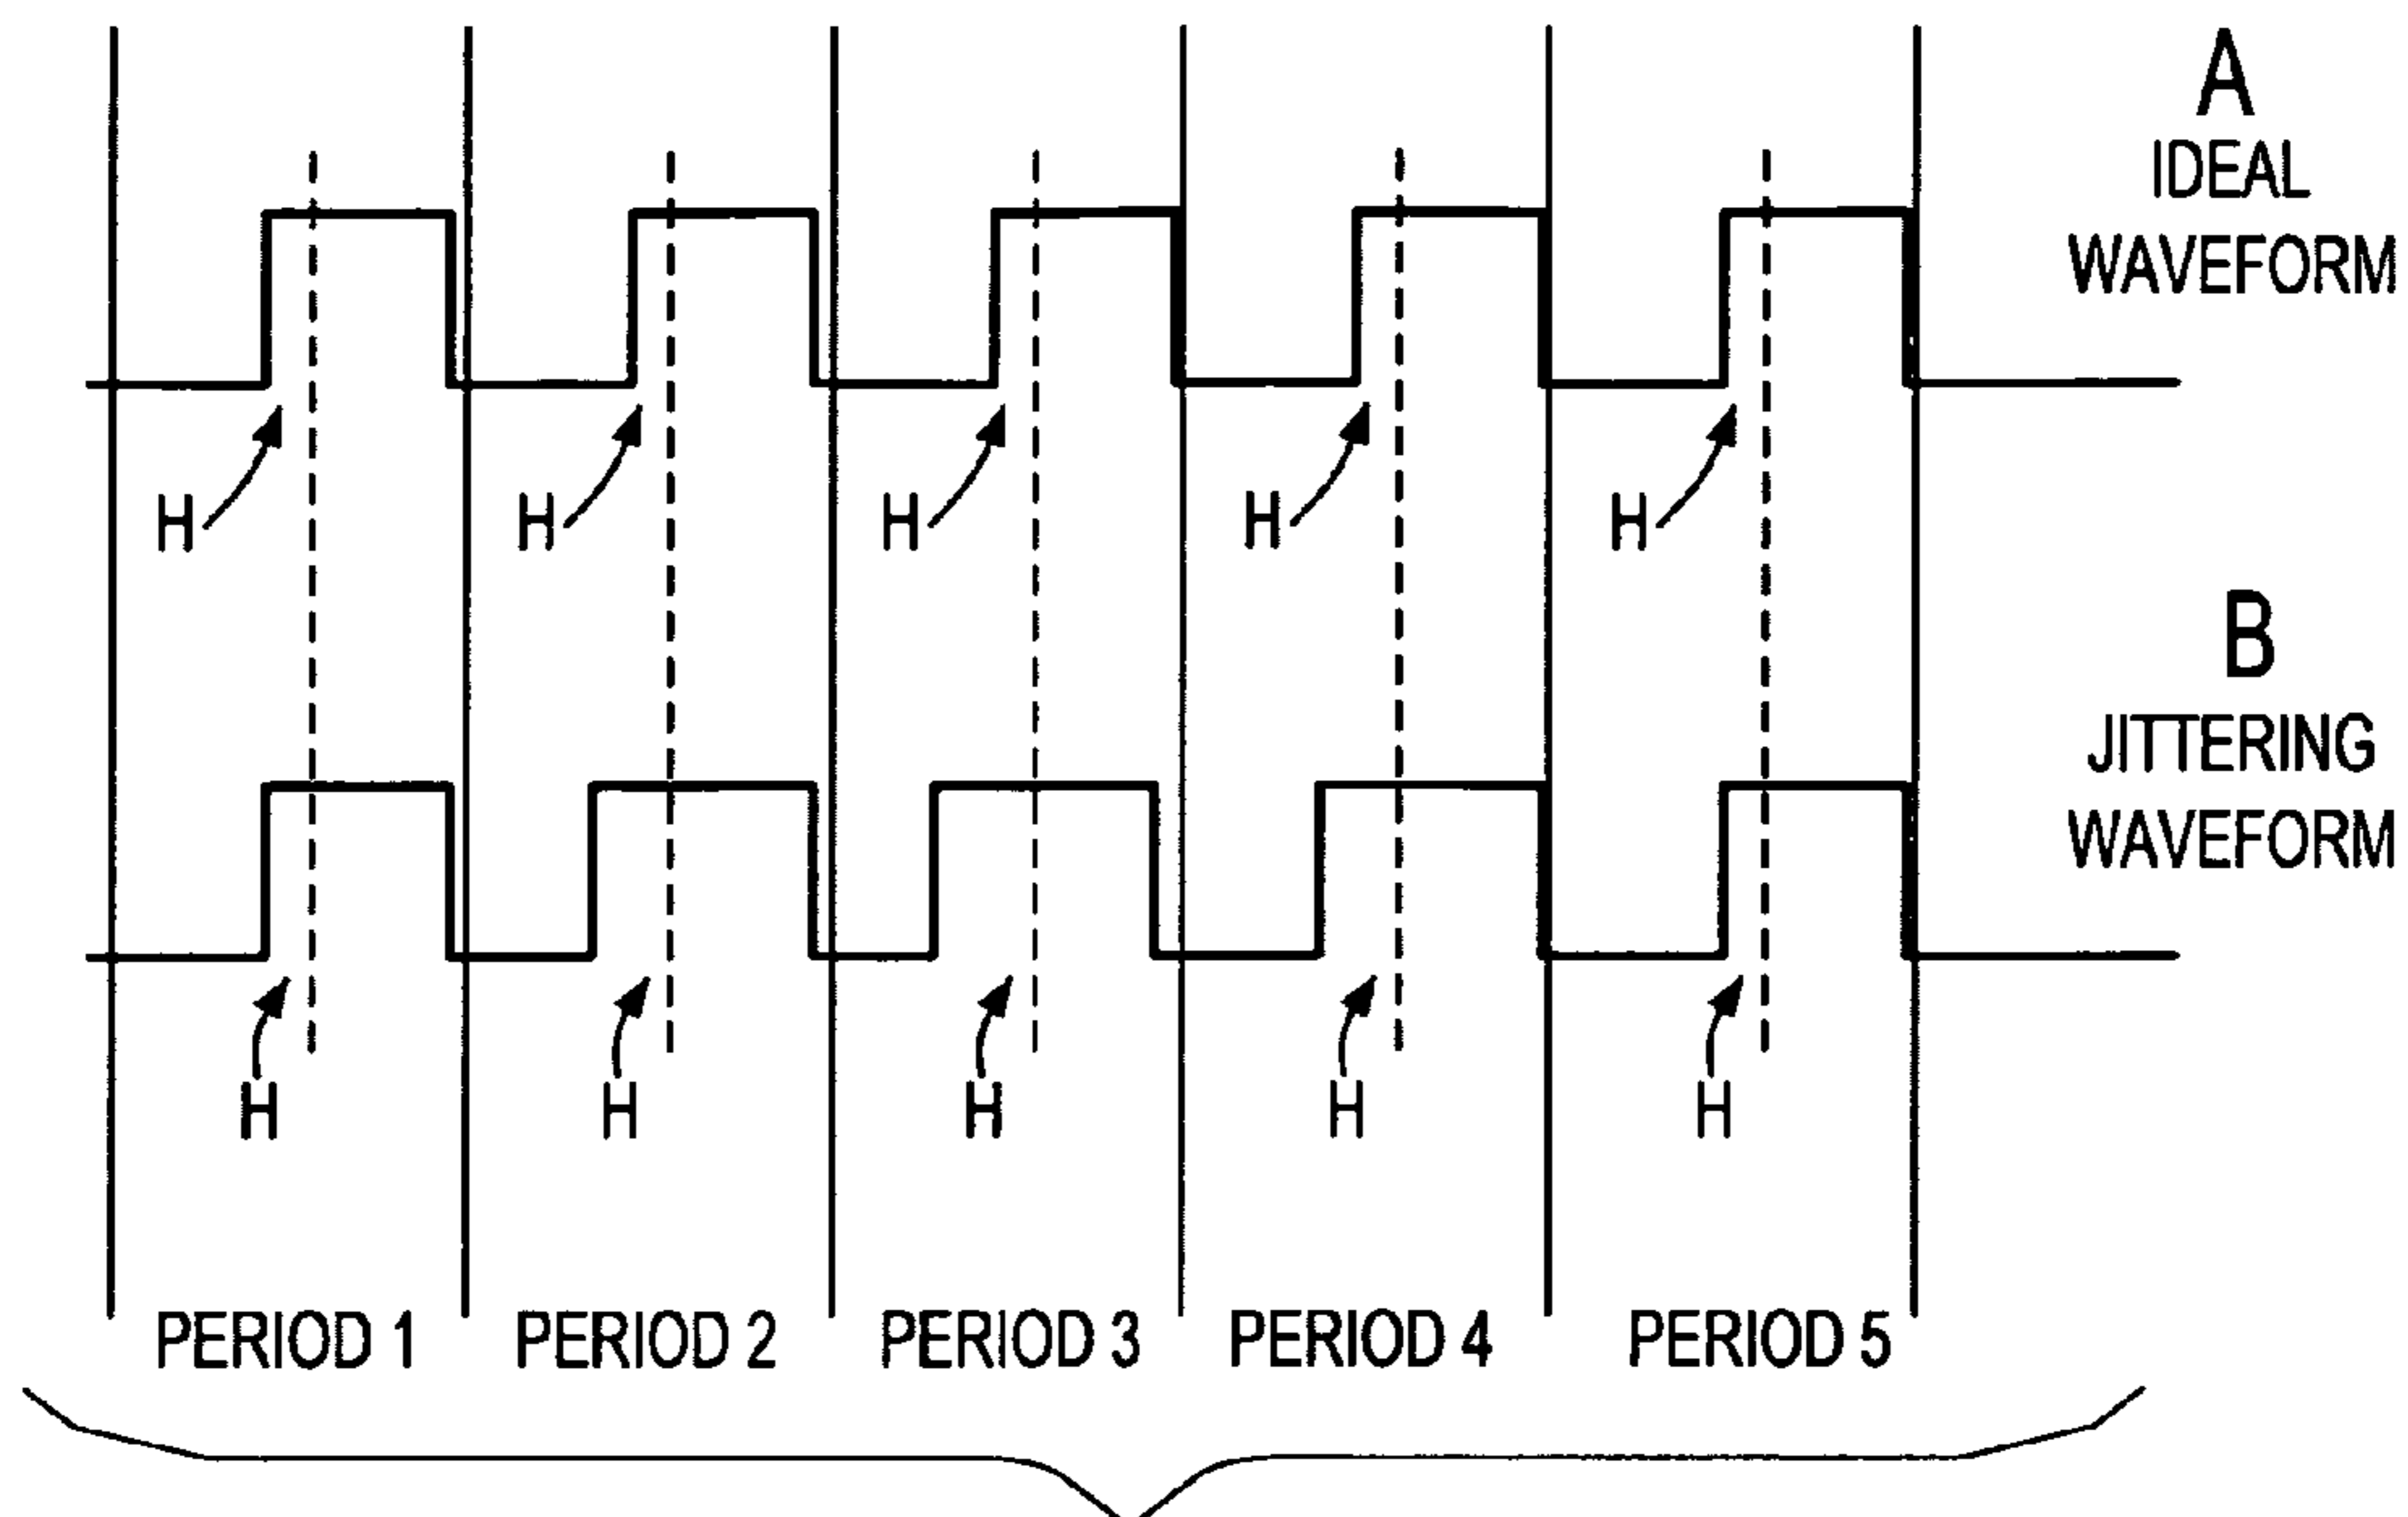 A
IDEAL
WAVEFORM
H H H H H
B
JITTERING
WAVEFORM
H H H H H
PERIOD 1 PERIOD 2 PERIOD 3 PERIOD 4 PERIOD 5